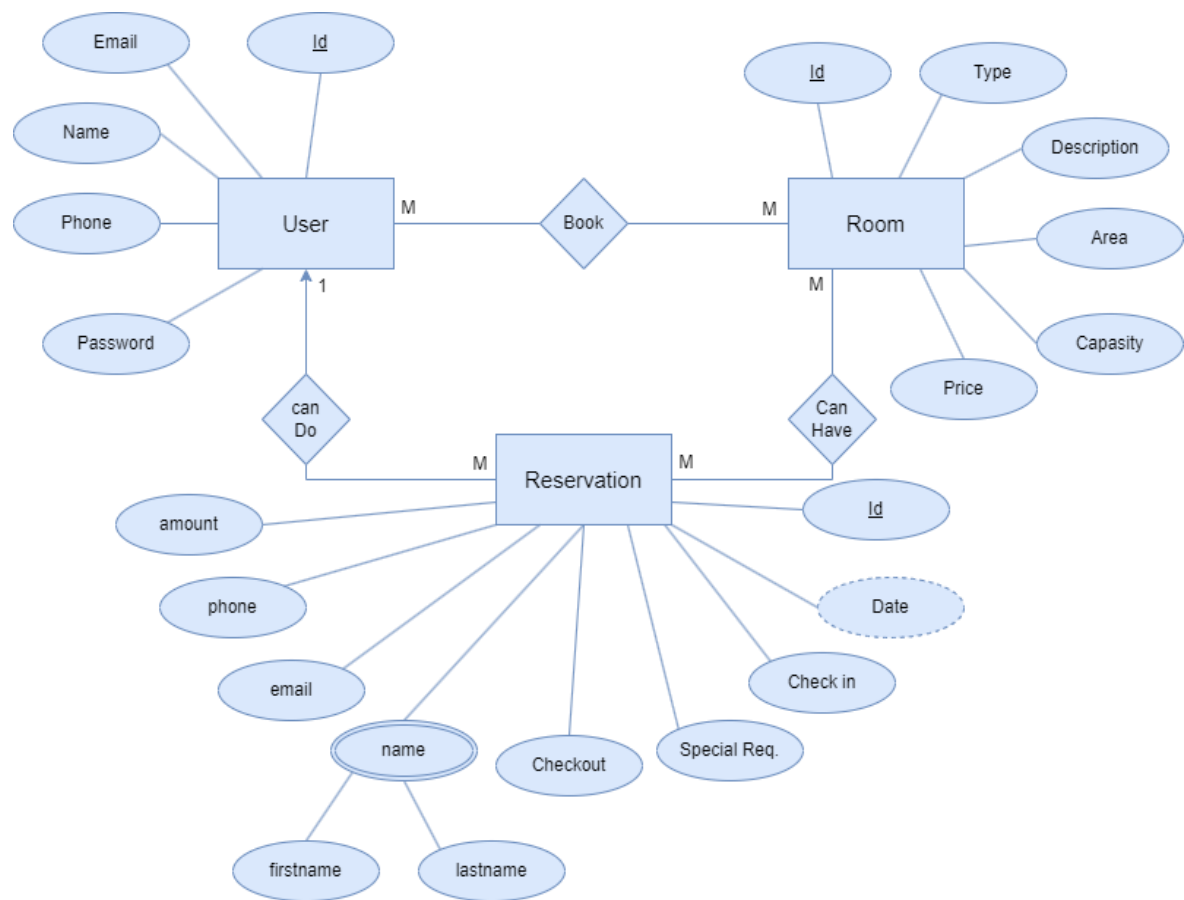 Email
Id
Id
Type
Name
Description
Phone
User
M
Book
M
Room
Area
1
M
Password
Capasity
Price
can
Do
Can
Have
M
Reservation
M
amount
Id
phone
Date
email
Check in
name
Checkout
Special Req.
firstname
lastname